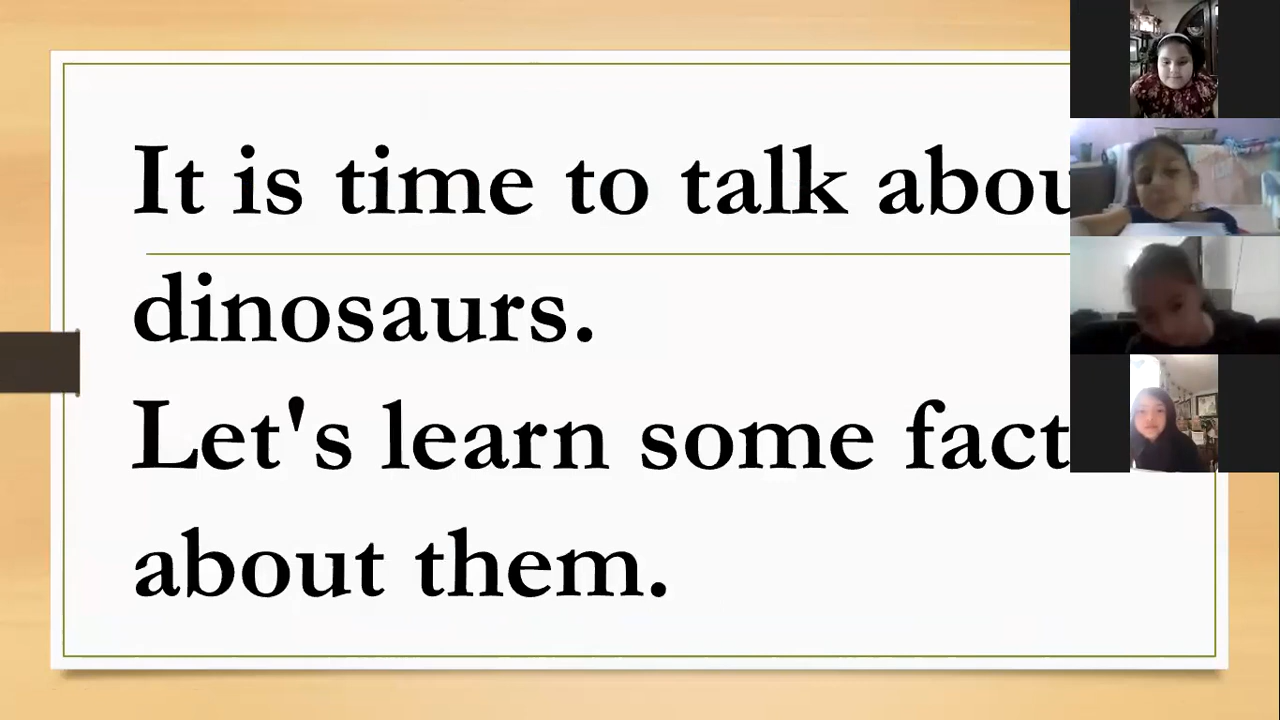 It is time to talk abou
dinosaurs.
Let's learn some fact
about them.